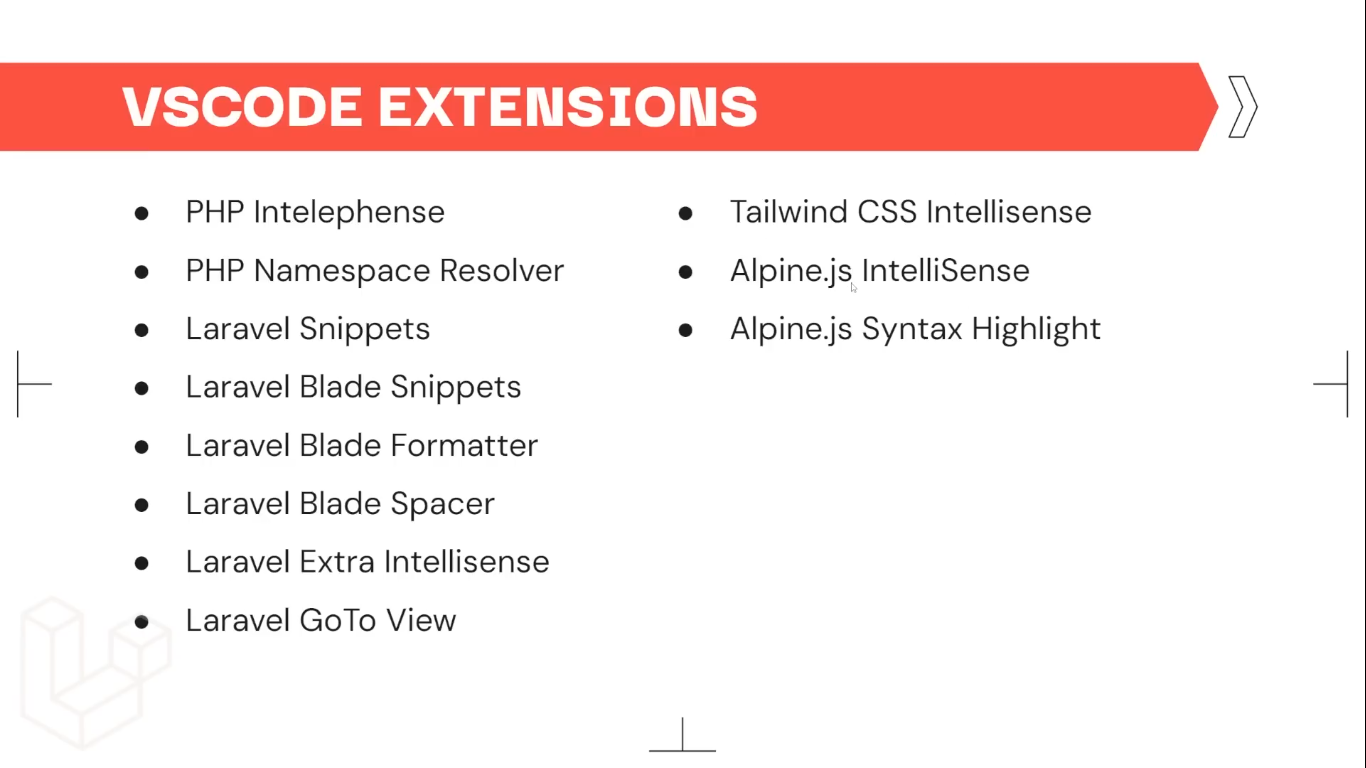 VSCODE EXTENSIONS
● PHP Intelephense
● PHP Namespace Resolver
● Laravel Snippets
● Laravel Blade Snippets
● Laravel Blade Formatter
● Laravel Blade Spacer
● Laravel Extra Intellisense
● Laravel GoTo View
● Tailwind CSS Intellisense
● Alpine.js IntelliSense
● Alpine.js Syntax Highlight